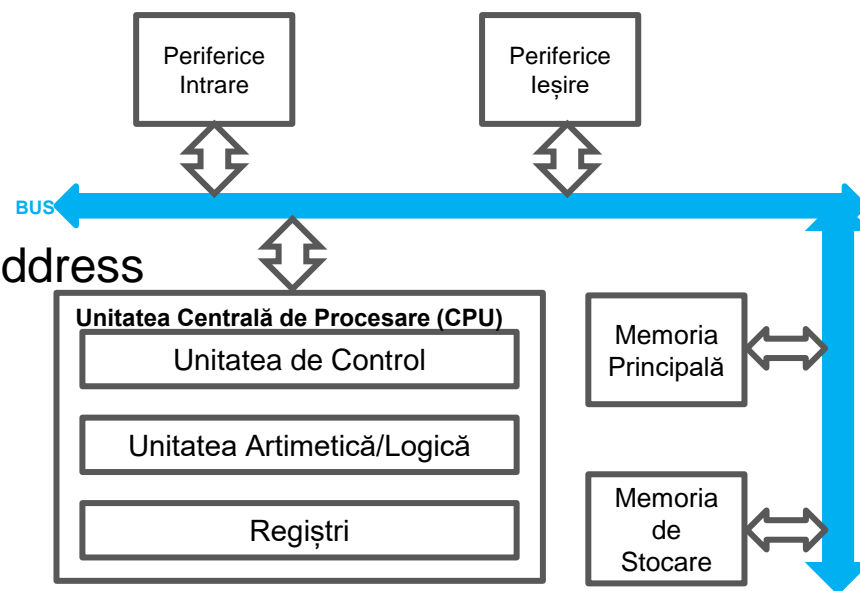 Periferice
Intrare
Periferice
Ieșire
BUS
ddress
Unitatea Centrală de Procesare (CPU)
Unitatea de Control
Unitatea Artimetică/Logică
Regiștri
Memoria
Principală
Memoria
de
Stocare